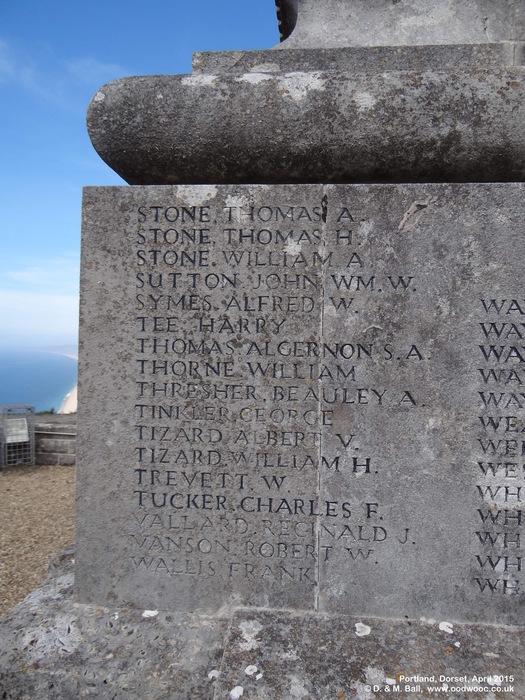 STONE, THOMAS A.
STONE, THOMAS H.
STONE, WILLIAM A.
SUTTON, JOHN WM. W.
SYMES, ALFRED W.
TEE, HARRY
THOMAS, ALGERNON S. A.
THORNE, WILLIAM
THRESHER, BEAULEY A.
TINKLER, GEORGE
TIZARD, ALBERT V.
TIZARD, WILLIAM H.
TREVETT, W.
TUCKER, CHARLES F.
VALLARD, REGINALD J.
VANSON, ROBERT W.
WALLIS, FRANK
WA
WA
WA
WA
WAY
WEA
WE
WE
WH
WH
WH
WH
WH
Portland, Dorset, April 2015
© D. & M. Ball, www.oodwooc.co.uk